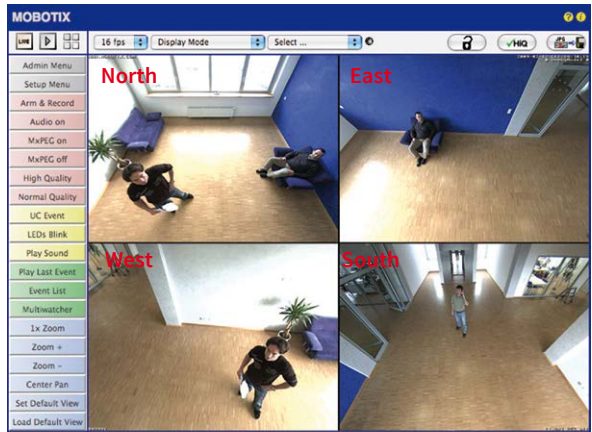 MOBOTIX
LIVE
16 fps
Display Mode
Select ...
HiQ
Admin Menu
Setup Menu
Arm & Record
Audio on
MxPEG on
MxPEG off
High Quality
Normal Quality
UC Event
LEDs Blink
Play Sound
Play Last Event
Event List
Multiwatcher
1x Zoom
Zoom +
Zoom -
Center Pan
Set Default View
Load Default View
North
East
West
South